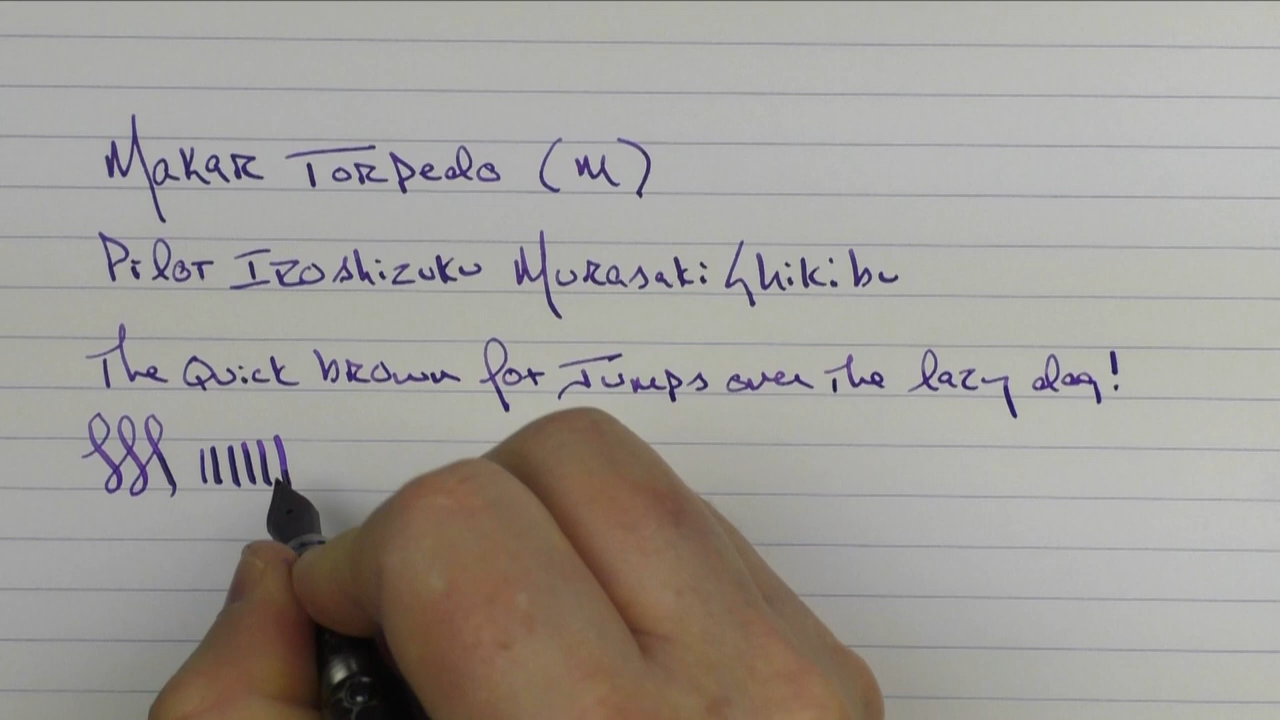 Makar Torpedo (M)
Pilot Iroshizuku Murasaki Shikibu
The Quick brown fox Jumps over the lazy dog!